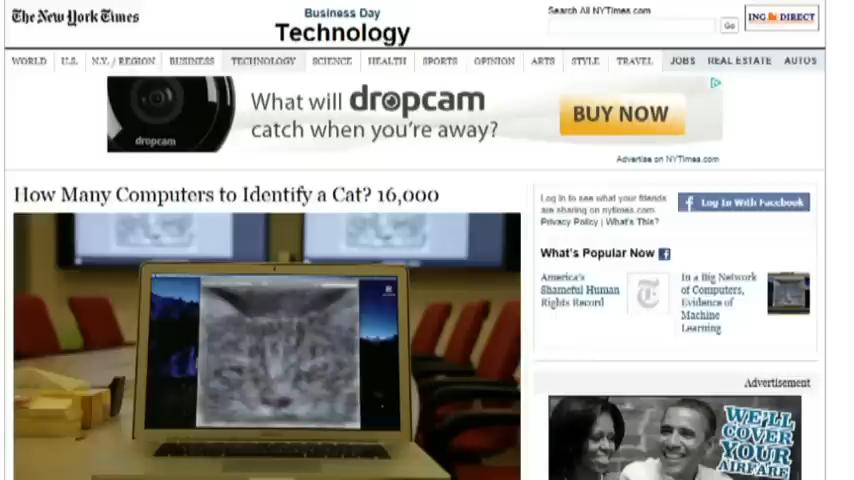 The New York Times
Business Day
Technology
Search All NYTimes.com
Go
ING DIRECT
WORLD U.S. N.Y. / REGION BUSINESS TECHNOLOGY SCIENCE HEALTH SPORTS OPINION ARTS STYLE TRAVEL JOBS REAL ESTATE AUTOS
What will dropcam
catch when you're away?
BUY NOW
dropcam
Advertise on NYTimes.com
How Many Computers to Identify a Cat? 16,000
Log in to see what your friends
are sharing on nytimes.com.
Privacy Policy | What's This?
f Log In With Facebook
What's Popular Now f
America's
Shameful Human
Rights Record
T
In a Big Network
of Computers,
Evidence of
Machine
Learning
Advertisement
WE'LL
COVER
YOUR
AIRFARE